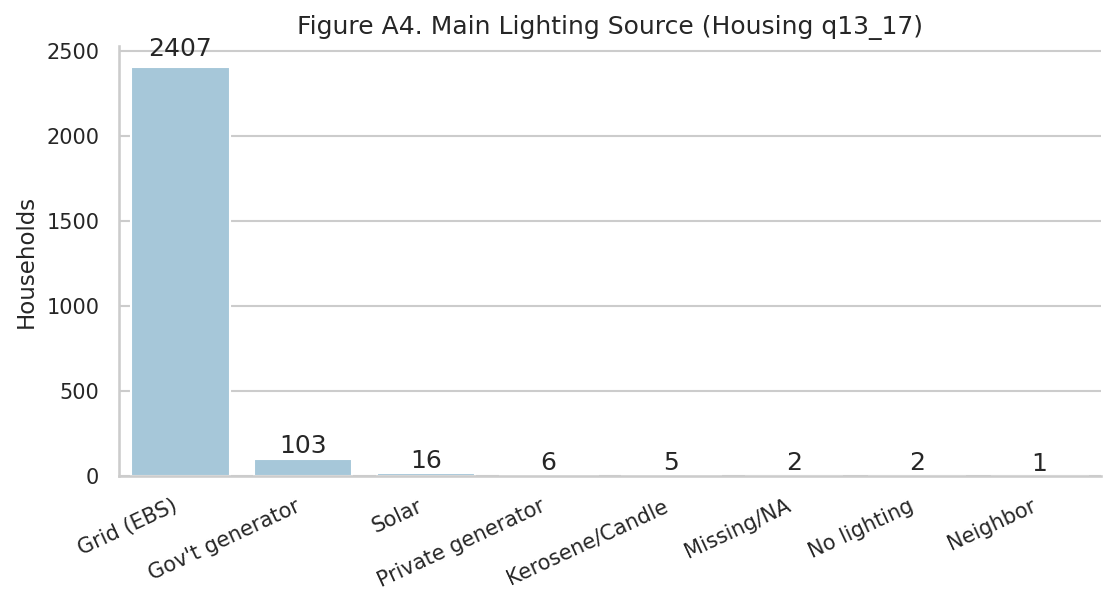 Figure A4. Main Lighting Source (Housing q13_17)
Households
2500
2000
1500
1000
500
0
2407
103
16
6
5
2
2
1
Grid (EBS)
Gov't generator
Solar
Private generator
Kerosene/Candle
Missing/NA
No lighting
Neighbor